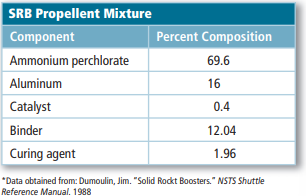 SRB Propellent Mixture
Component Percent Composition
Ammonium perchlorate 69.6
Aluminum 16
Catalyst 0.4
Binder 12.04
Curing agent 1.96
*Data obtained from: Dumoulin, Jim. "Solid Rockt Boosters." NSTS Shuttle
Reference Manual. 1988